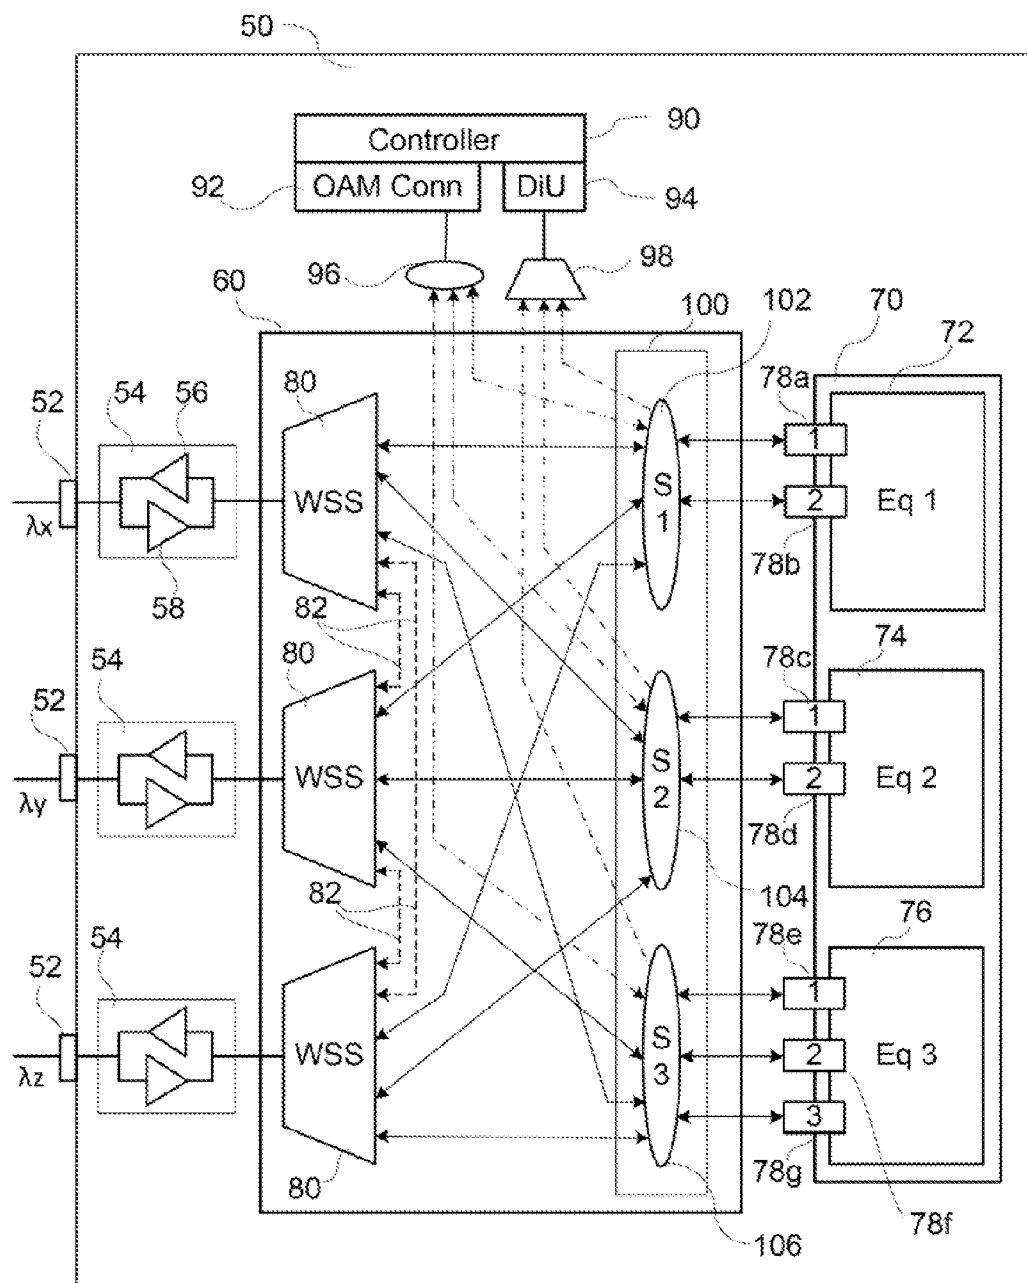 50
Controller
90
92
OAM Conn
DiU
94
96
98
60
100
102
70
72
52
54
56
80
78a
1
λx
WSS
S
1
2
Eq 1
58
82
78b
80
74
52
54
78c
1
λy
WSS
S
2
2
Eq 2
78d
82
104
76
52
54
78e
1
λz
WSS
S
3
2
Eq 3
3
80
78g
78f
106